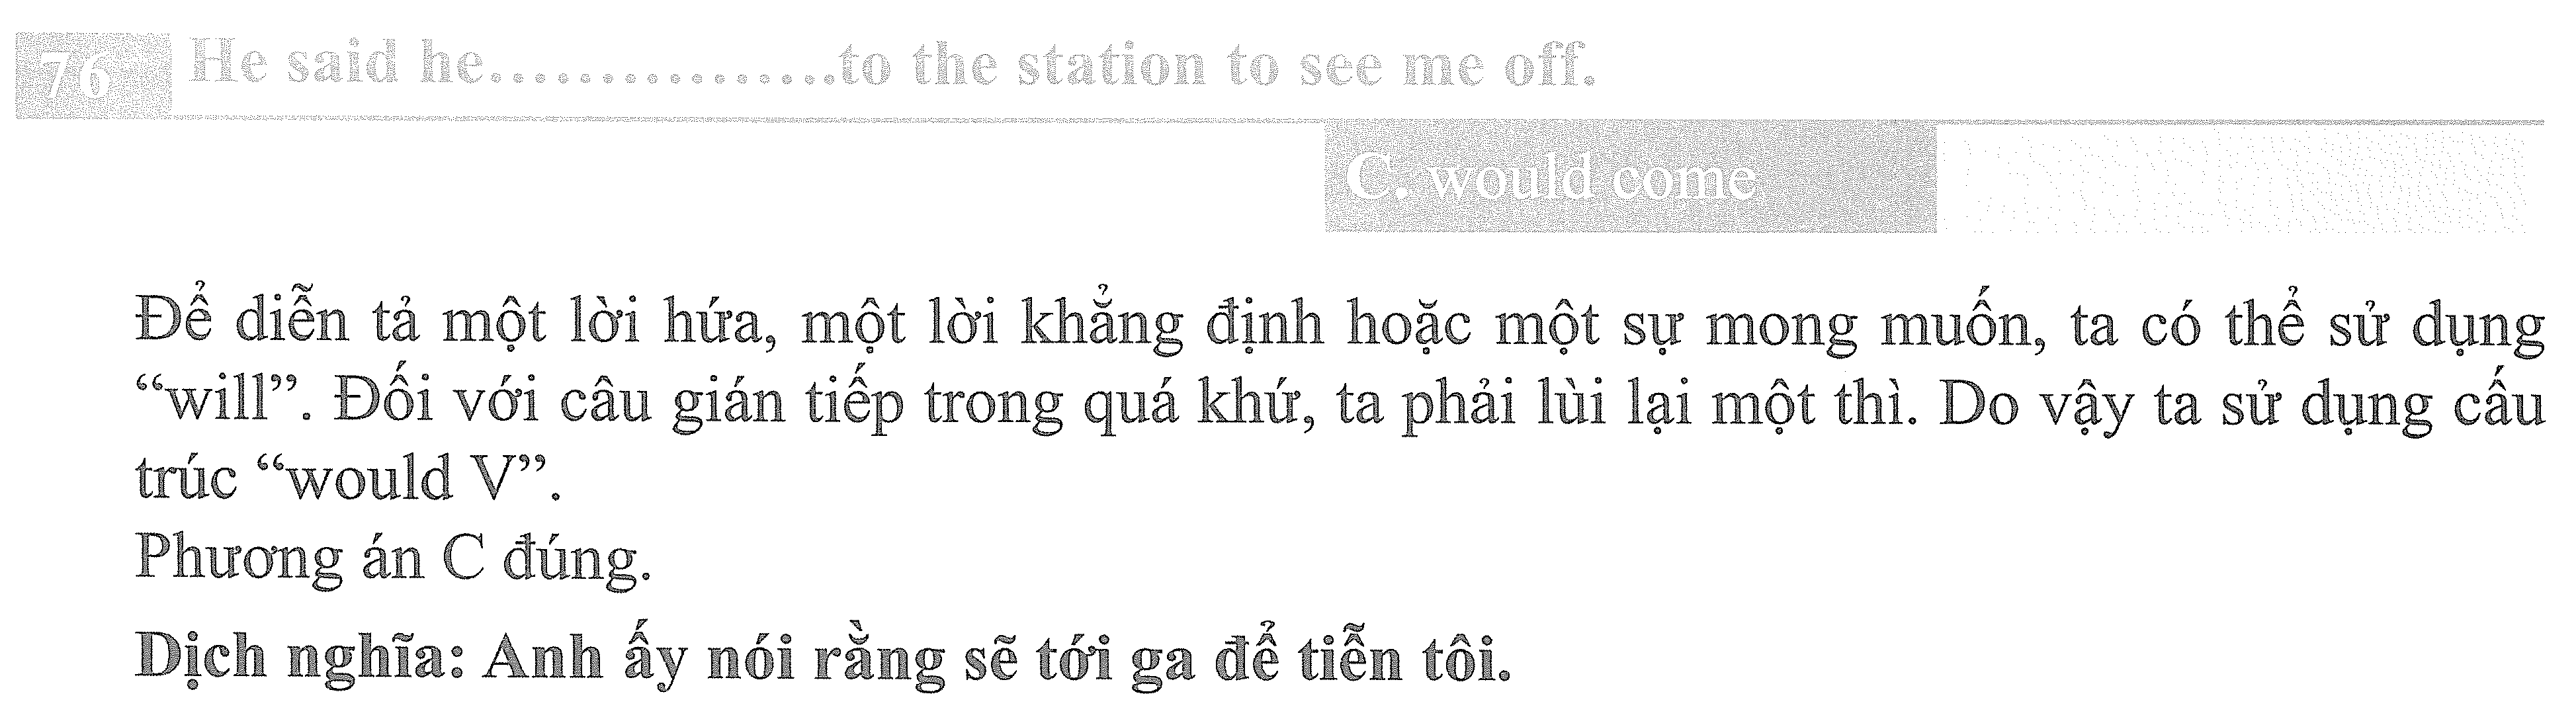 76 He said he................to the station to see me off.
C. would come
Để diễn tả một lời hứa, một lời khẳng định hoặc một sự mong muốn, ta có thể sử dụng
“will”. Đối với câu gián tiếp trong quá khứ, ta phải lùi lại một thì. Do vậy ta sử dụng cấu
trúc “would V”.
Phương án C đúng.
Dịch nghĩa: Anh ấy nói rằng sẽ tới ga để tiễn tôi.